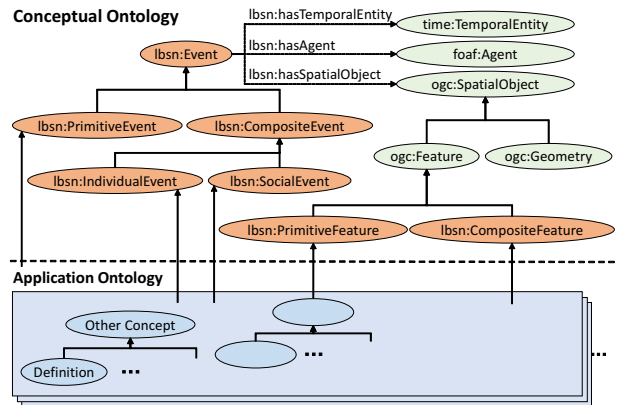 Conceptual Ontology
lbsn:hasTemporalEntity
time:TemporalEntity
lbsn:Event
lbsn:hasAgent
foaf:Agent
lbsn:hasSpatialObject
ogc:SpatialObject
lbsn:PrimitiveEvent
lbsn:CompositeEvent
ogc:Feature
ogc:Geometry
lbsn:IndividualEvent
lbsn:SocialEvent
lbsn:PrimitiveFeature
lbsn:CompositeFeature
Application Ontology
Other Concept
...
...
Definition
...